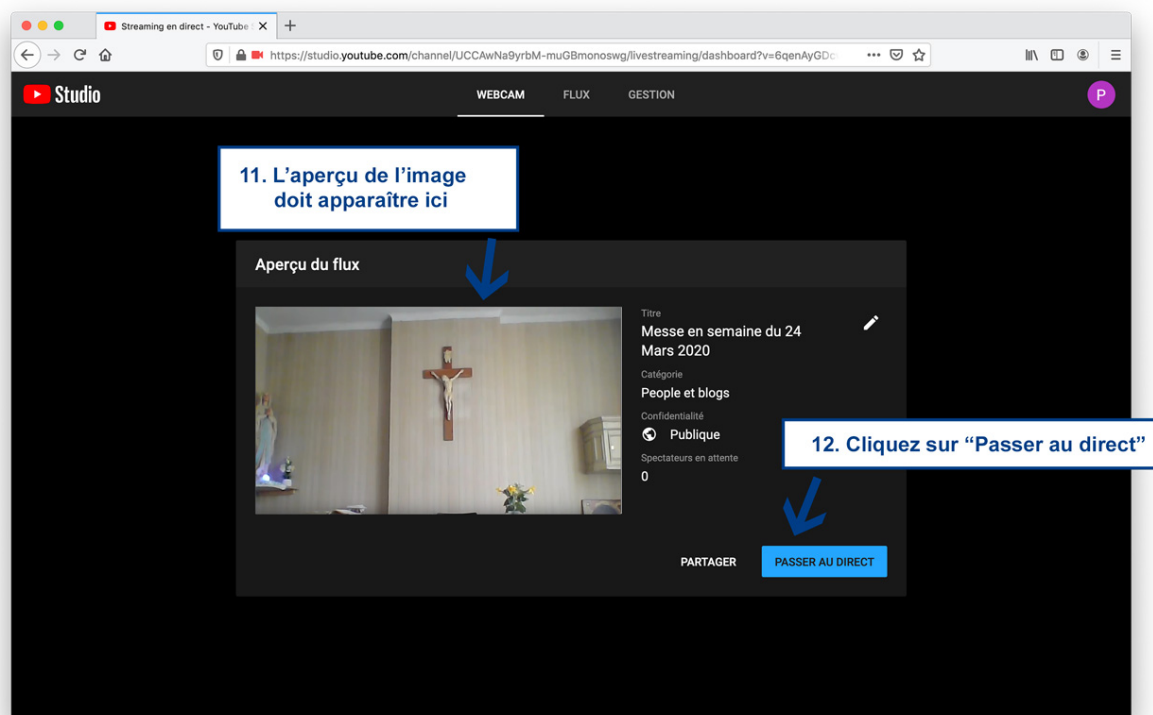 Streaming en direct - YouTube
https://studio.youtube.com/channel/UCCAwNa9yrbM-muGBmonoswg/livestreaming/dashboard?v=6qenAyGDc
Studio
WEBCAM FLUX GESTION
P
11. L’aperçu de l’image
doit apparaître ici
Aperçu du flux
Titre
Messe en semaine du 24
Mars 2020
Catégorie
People et blogs
Confidentialité
Publique
Spectateurs en attente
0
12. Cliquez sur “Passer au direct”
PARTAGER PASSER AU DIRECT